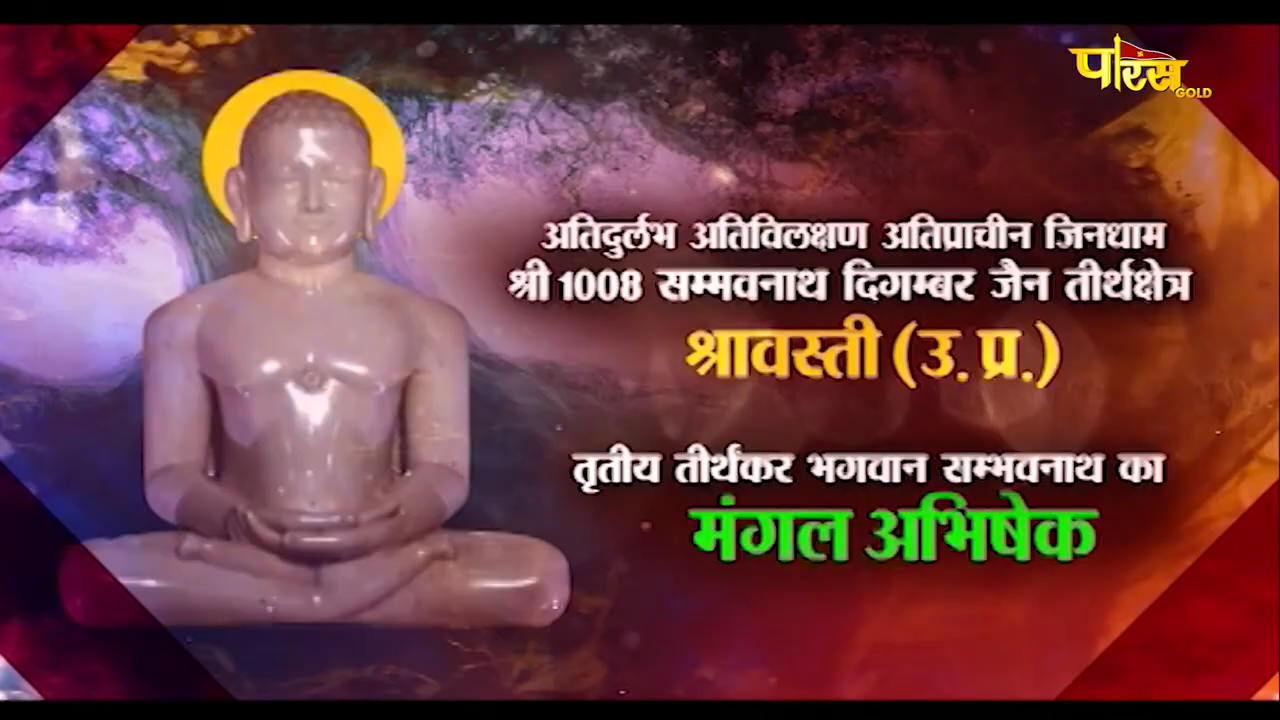 पारस
GOLD
अतिदुर्लभ अतिविलक्षण अतिप्राचीन जिनधाम
श्री 1008 सम्मवनाथ दिगम्बर जैन तीर्थक्षेत्र
श्रावस्ती (उ. प्र.)
तृतीय तीर्थंकर भगवान सम्भवनाथ का
मंगल अभिषेक